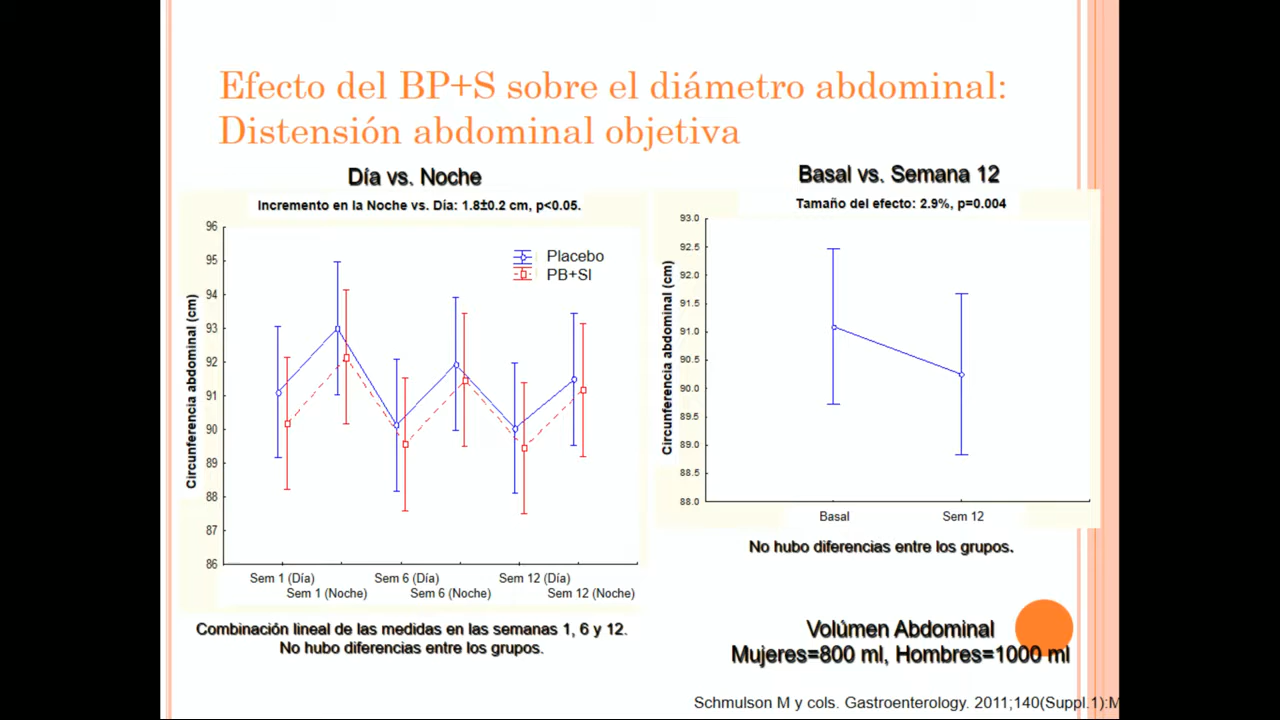 Efecto del BP+S sobre el diámetro abdominal:
Distensión abdominal objetiva
Día vs. Noche
Incremento en la Noche vs. Día: 1.8±0.2 cm, p<0.05.
Circunferencia abdominal (cm)
96
95
94
93
92
91
90
89
88
87
86
Placebo
PB+SI
Sem 1 (Día)
Sem 6 (Día)
Sem 12 (Día)
Sem 1 (Noche)
Sem 6 (Noche)
Sem 12 (Noche)
Combinación lineal de las medidas en las semanas 1, 6 y 12.
No hubo diferencias entre los grupos.
Basal vs. Semana 12
Tamaño del efecto: 2.9%, p=0.004
Circunferencia abdominal (cm)
93.0
92.5
92.0
91.5
91.0
90.5
90.0
89.5
89.0
88.5
88.0
Basal
Sem 12
No hubo diferencias entre los grupos.
Volúmen Abdominal
Mujeres=800 ml, Hombres=1000 ml
Schmulson M y cols. Gastroenterology. 2011;140(Suppl.1):M